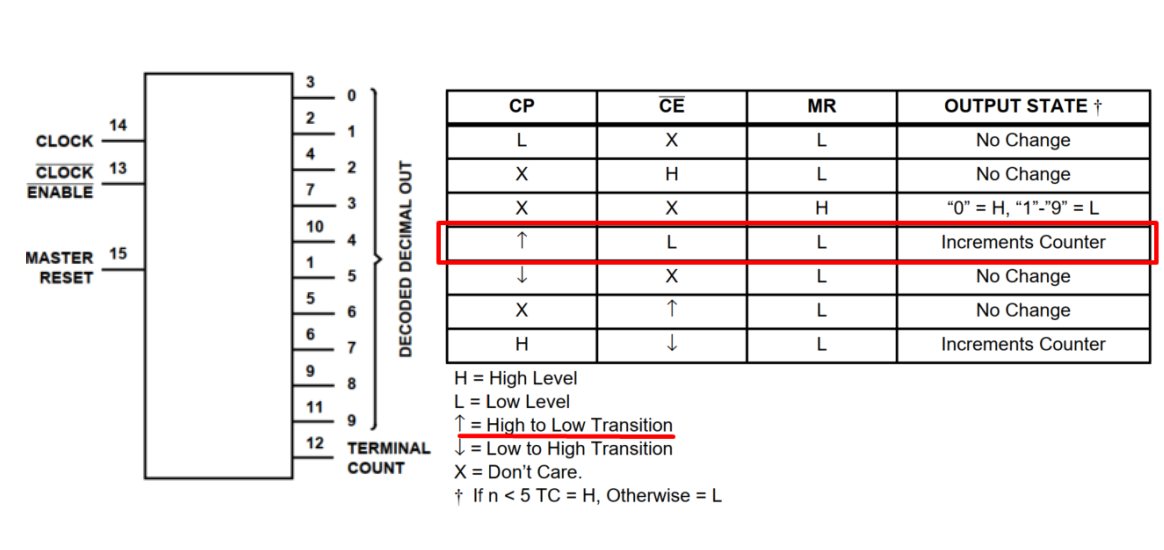 CLOCK 14
CLOCK 13
ENABLE
MASTER 15
RESET
3 0
2 1
4 2
7 3
10 4
1 5
5 6
6 7
9 8
11 9
12 TERMINAL
COUNT
DECODED DECIMAL OUT
CP CE MR OUTPUT STATE †
L X L No Change
X H L No Change
X X H “0” = H, “1”-”9” = L
↑ L L Increments Counter
↓ X L No Change
X ↑ L No Change
H ↓ L Increments Counter
H = High Level
L = Low Level
↑ = High to Low Transition
↓ = Low to High Transition
X = Don’t Care.
† If n < 5 TC = H, Otherwise = L